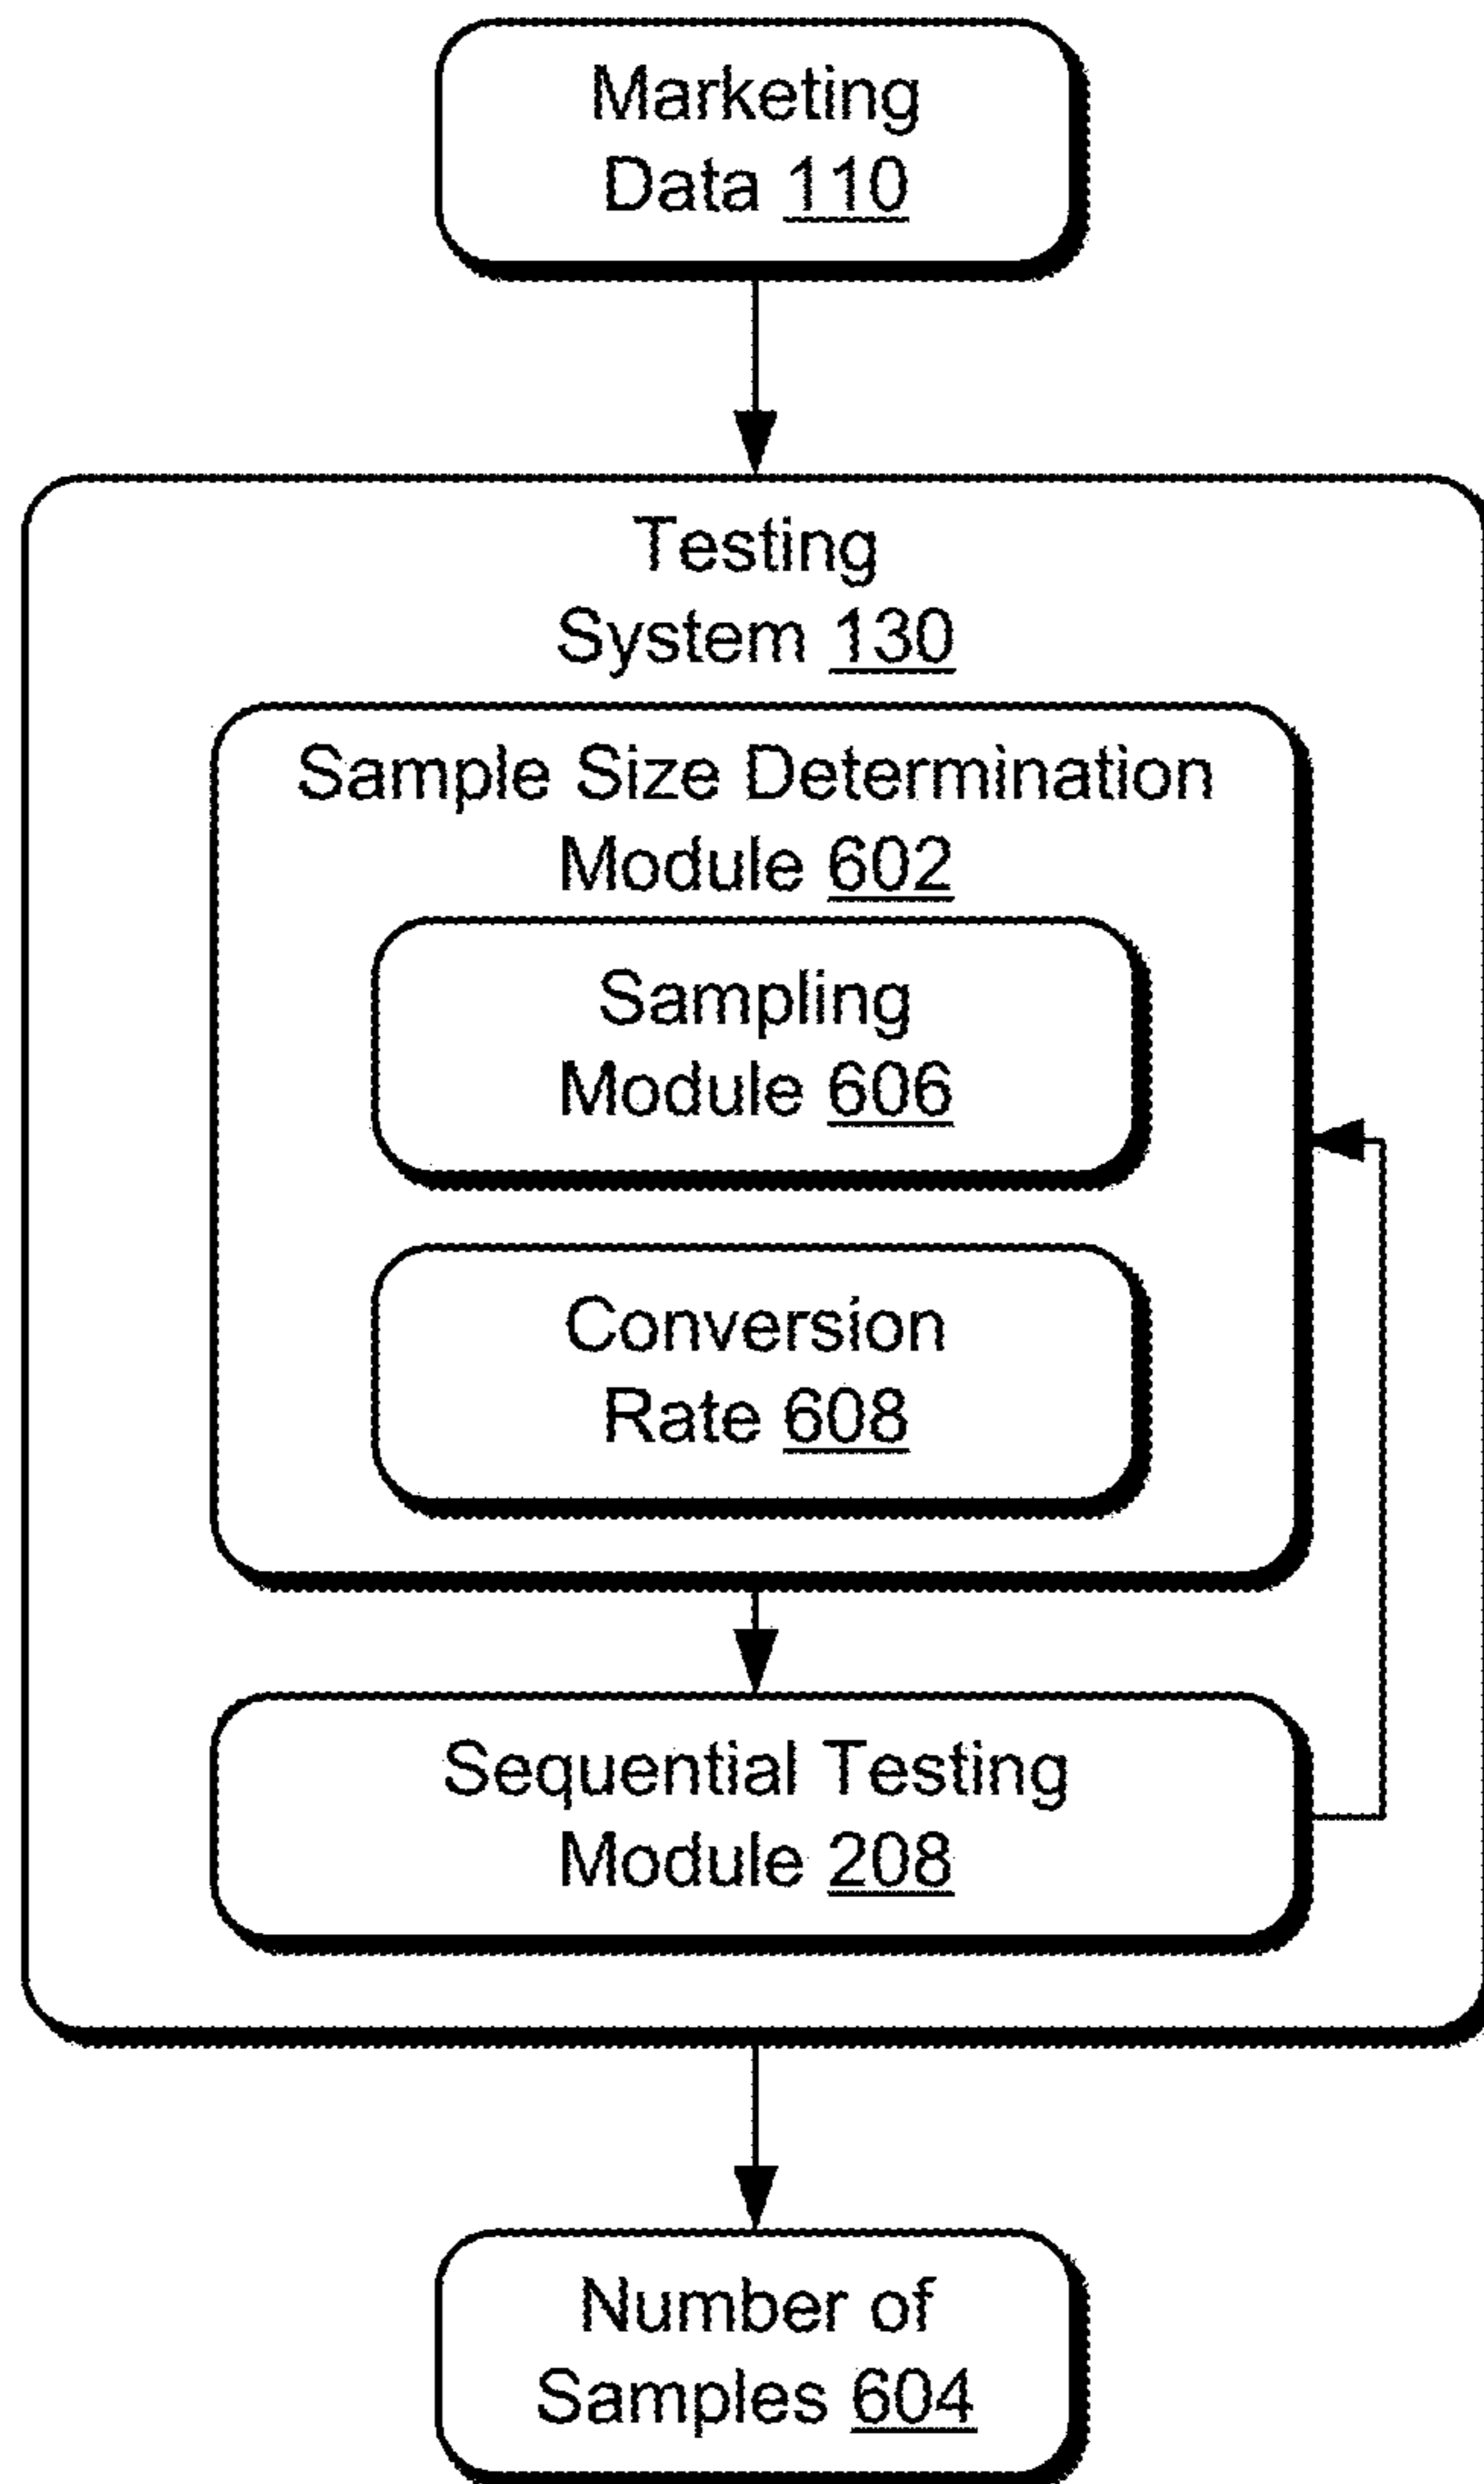 Marketing
Data 110
Testing
System 130
Sample Size Determination
Module 602
Sampling
Module 606
Conversion
Rate 608
Sequential Testing
Module 208
Number of
Samples 604